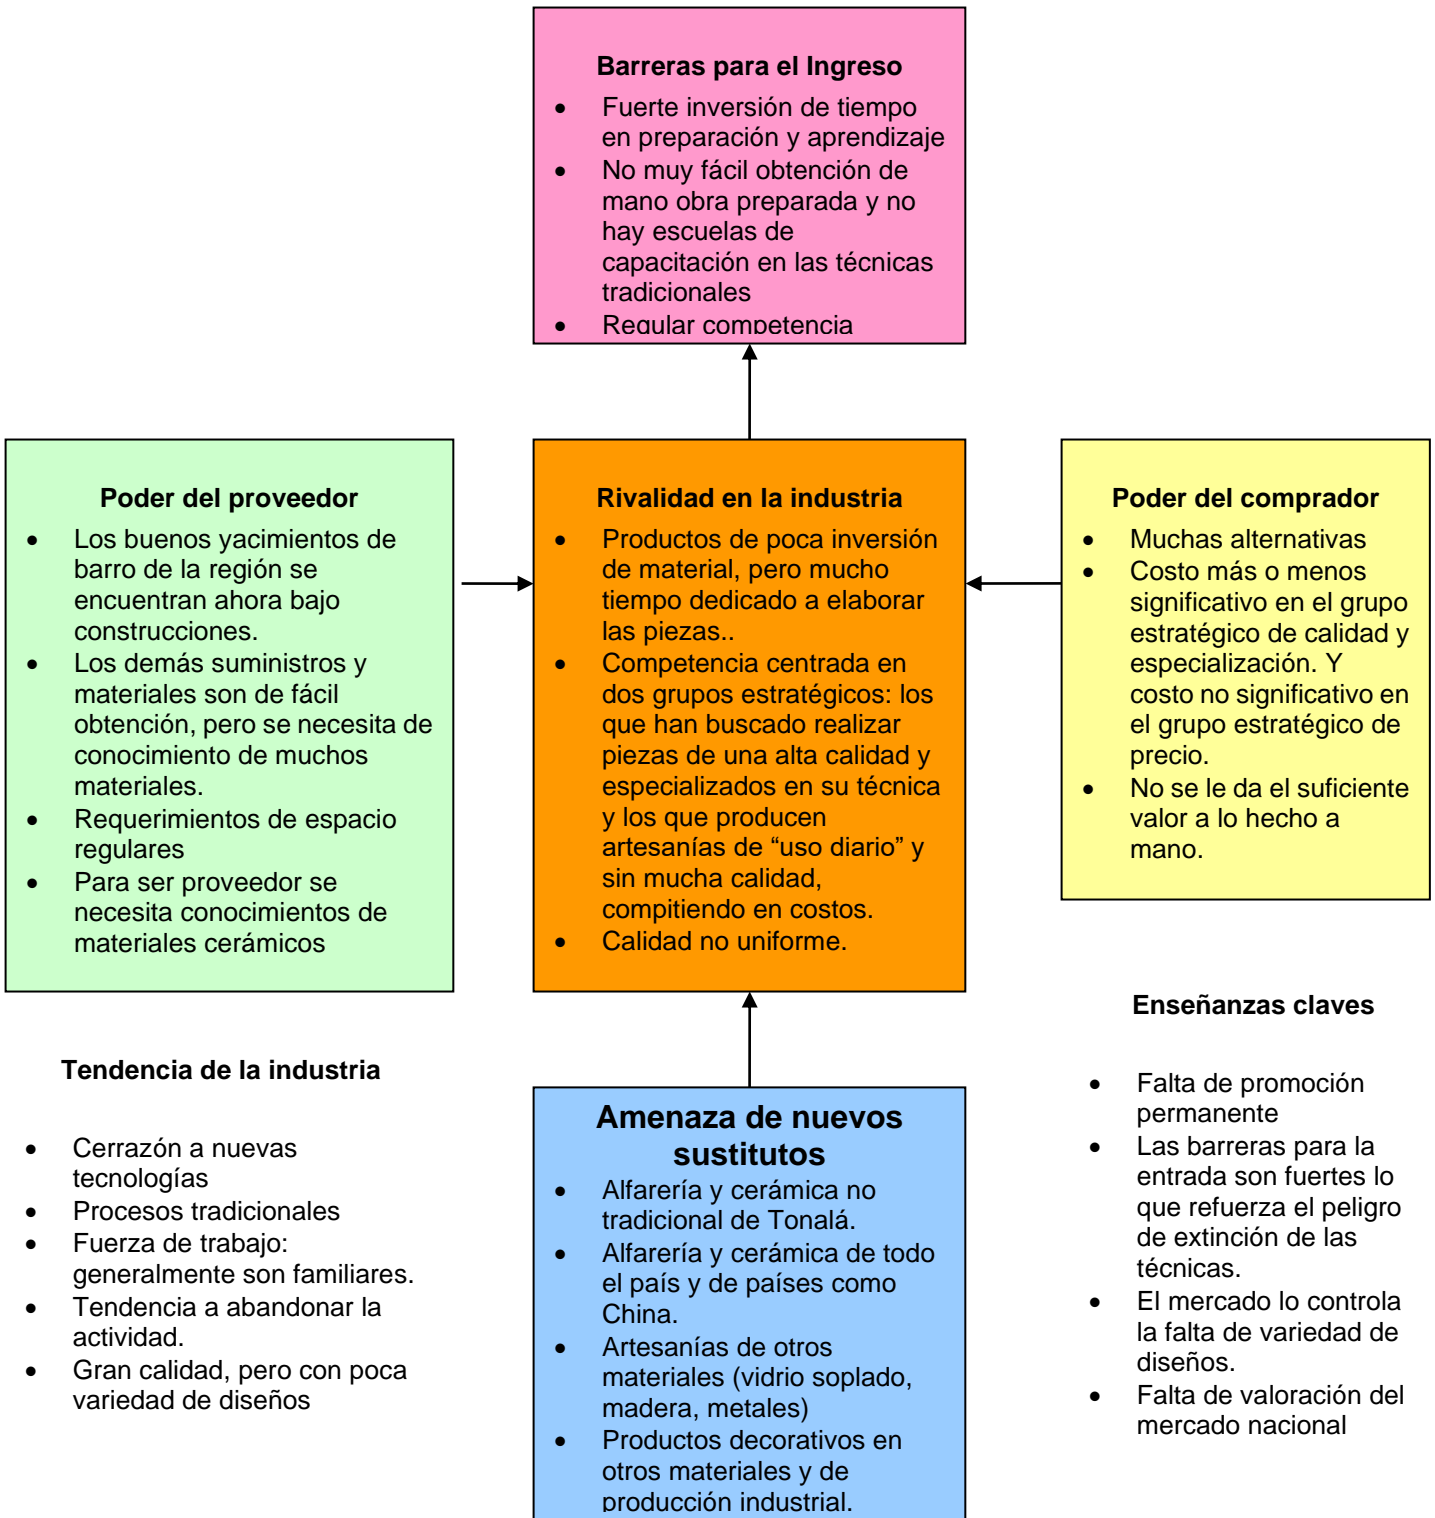 Barreras para el Ingreso
• Fuerte inversión de tiempo
en preparación y aprendizaje
• No muy fácil obtención de
mano obra preparada y no
hay escuelas de
capacitación en las técnicas
tradicionales
• Regular competencia
Poder del proveedor
• Los buenos yacimientos de
barro de la región se
encuentran ahora bajo
construcciones.
• Los demás suministros y
materiales son de fácil
obtención, pero se necesita de
conocimiento de muchos
materiales.
• Requerimientos de espacio
regulares
• Para ser proveedor se
necesita conocimientos de
materiales cerámicos
Rivalidad en la industria
• Productos de poca inversión
de material, pero mucho
tiempo dedicado a elaborar
las piezas..
• Competencia centrada en
dos grupos estratégicos: los
que han buscado realizar
piezas de una alta calidad y
especializados en su técnica
y los que producen
artesanías de “uso diario” y
sin mucha calidad,
compitiendo en costos.
• Calidad no uniforme.
Poder del comprador
• Muchas alternativas
• Costo más o menos
significativo en el grupo
estratégico de calidad y
especialización. Y
costo no significativo en
el grupo estratégico de
precio.
• No se le da el suficiente
valor a lo hecho a
mano.
Tendencia de la industria
• Cerrazón a nuevas
tecnologías
• Procesos tradicionales
• Fuerza de trabajo:
generalmente son familiares.
• Tendencia a abandonar la
actividad.
• Gran calidad, pero con poca
variedad de diseños
Amenaza de nuevos
sustitutos
• Alfarería y cerámica no
tradicional de Tonalá.
• Alfarería y cerámica de todo
el país y de países como
China.
• Artesanías de otros
materiales (vidrio soplado,
madera, metales)
• Productos decorativos en
otros materiales y de
producción industrial.
Enseñanzas claves
• Falta de promoción
permanente
• Las barreras para la
entrada son fuertes lo
que refuerza el peligro
de extinción de las
técnicas.
• El mercado lo controla
la falta de variedad de
diseños.
• Falta de valoración del
mercado nacional